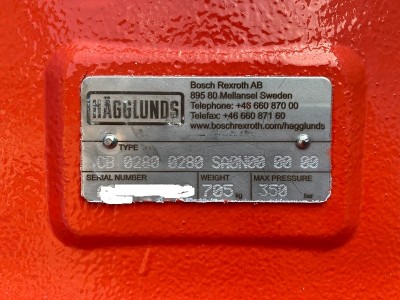 HÄGGLUNDS
Bosch Rexroth AB
895 80 Mellansel Sweden
Telephone: +46 660 870 00
Telefax: +46 660 871 60
www.boschrexroth.com/hagglunds
TYPE
CB 0280 0280 SA0N00 00 00
SERIAL NUMBER WEIGHT MAX PRESSURE
705 kg 350 bar